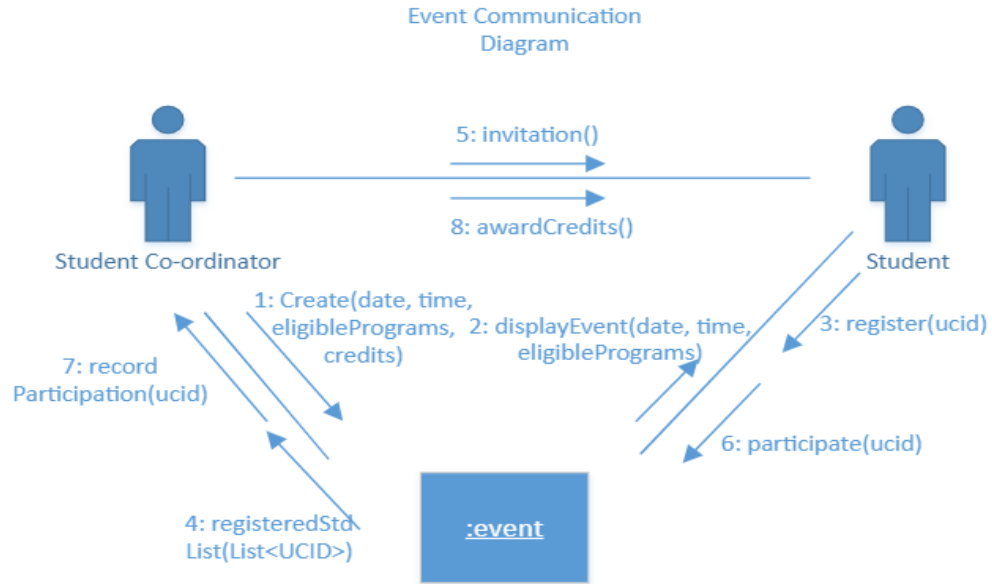 Event Communication
Diagram
5: invitation()
8: awardCredits()
Student Co-ordinator
Student
1: Create(date, time,
eligiblePrograms,
credits)
2: displayEvent(date, time,
eligiblePrograms)
3: register(ucid)
7: record
Participation(ucid)
6: participate(ucid)
4: registeredStd
List(List<UCID>)
:event